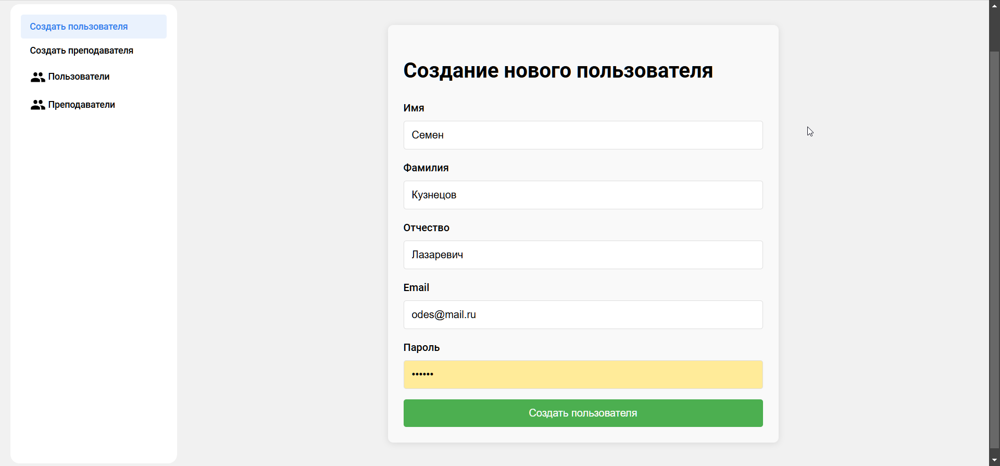 Создать пользователя
Создать преподавателя
Пользователи
Преподаватели
Создание нового пользователя
Имя
Семен
Фамилия
Кузнецов
Отчество
Лазаревич
Email
odes@mail.ru
Пароль
••••••
Создать пользователя